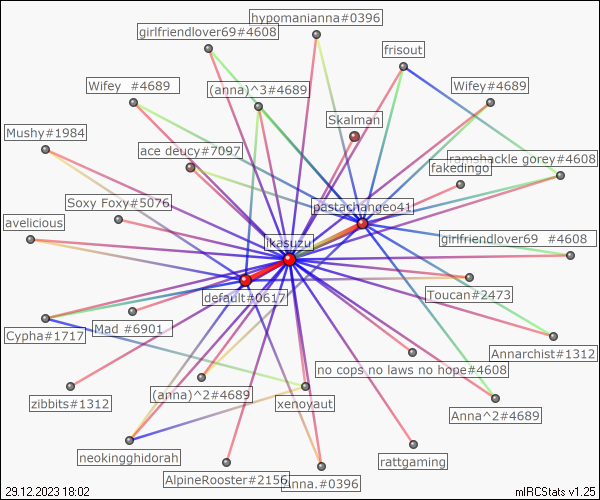 hypomanianna#0396
girlfriendlover69#4608
frisout
Wifey #4689
(anna)^3#4689
Wifey#4689
Skalman
Mushy#1984
ace deucy#7097
ramshackle gorey#4608
fakedingo
Soxy Foxy#5076
pastachangeo41
avelicious
ikasuzu
girlfriendlover69 #4608
default#0617
Toucan#2473
Cypha#1717
Mad #6901
Annarchist#1312
no cops no laws no hope#4608
zibbits#1312
(anna)^2#4689
xenoyaut
Anna^2#4689
neokingghidorah
rattgaming
AlpineRooster#2156
Anna.#0396
29.12.2023 18:02
mIRCStats v1.25